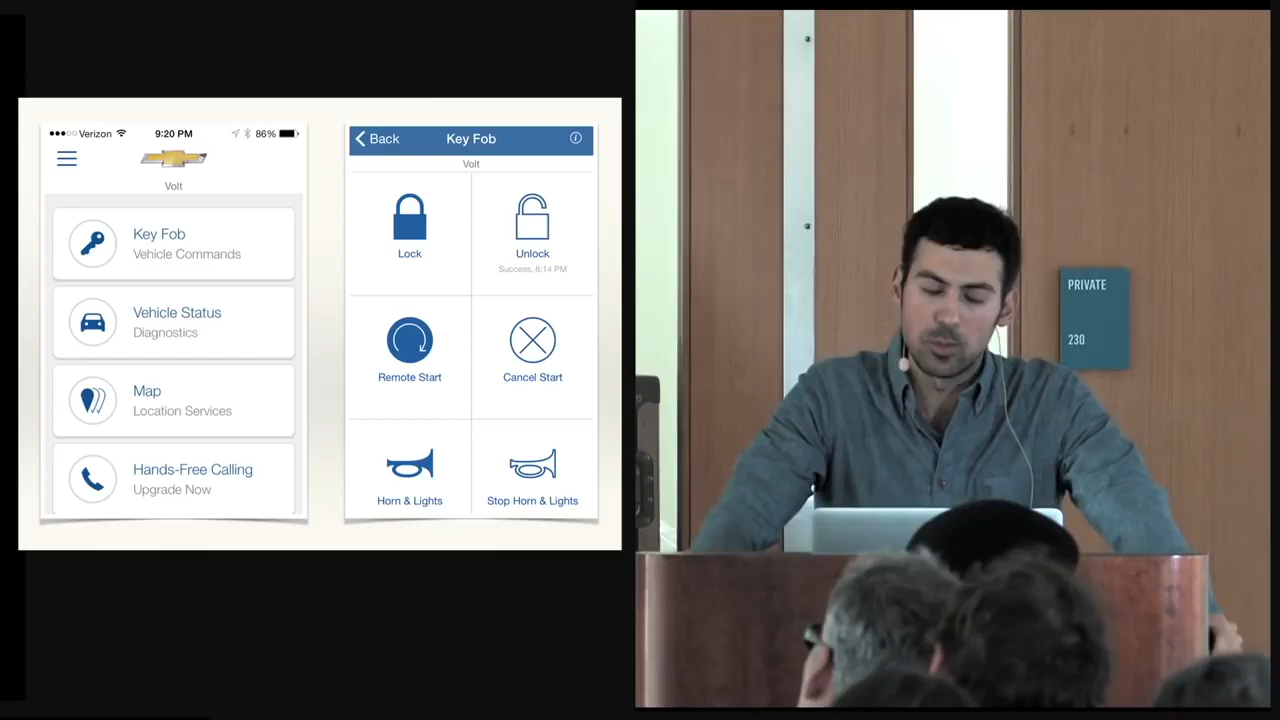 Verizon 9:20 PM 86%
Volt
Key Fob
Vehicle Commands
Vehicle Status
Diagnostics
Map
Location Services
Hands-Free Calling
Upgrade Now
Back Key Fob
Volt
Lock Unlock
Success, 6:14 PM
Remote Start Cancel Start
Horn & Lights Stop Horn & Lights
PRIVATE
230